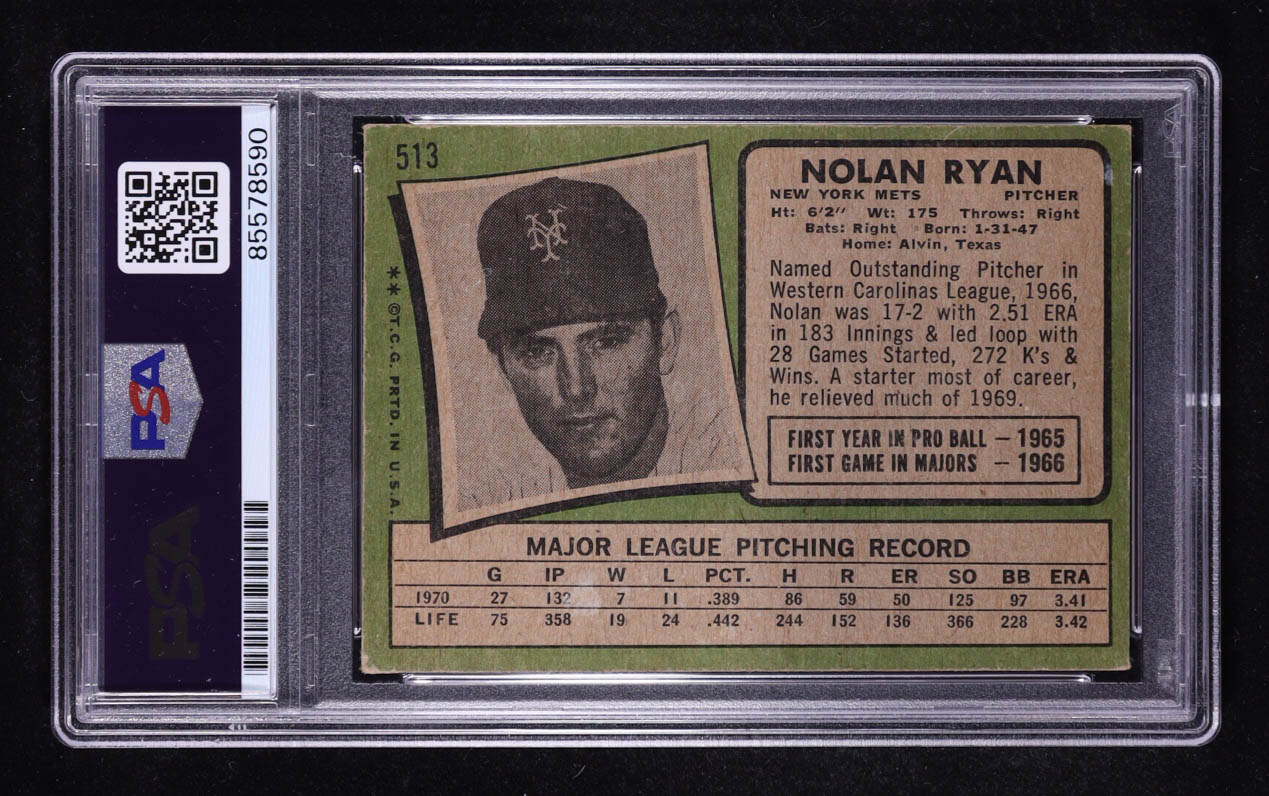 85578590
PSA
PSA
PSA
513
NY
** ©T.C.G. PRTD. IN U.S.A.
NOLAN RYAN
NEW YORK METS PITCHER
Ht: 6'2" Wt: 175 Throws: Right
Bats: Right Born: 1-31-47
Home: Alvin, Texas
Named Outstanding Pitcher in
Western Carolinas League, 1966,
Nolan was 17-2 with 2.51 ERA
in 183 Innings & led loop with
28 Games Started, 272 K's &
Wins. A starter most of career,
he relieved much of 1969.
FIRST YEAR IN PRO BALL – 1965
FIRST GAME IN MAJORS – 1966
MAJOR LEAGUE PITCHING RECORD
G IP W L PCT. H R ER SO BB ERA
1970 27 132 7 11 .389 86 59 50 125 97 3.41
LIFE 75 358 19 24 .442 244 152 136 366 228 3.42